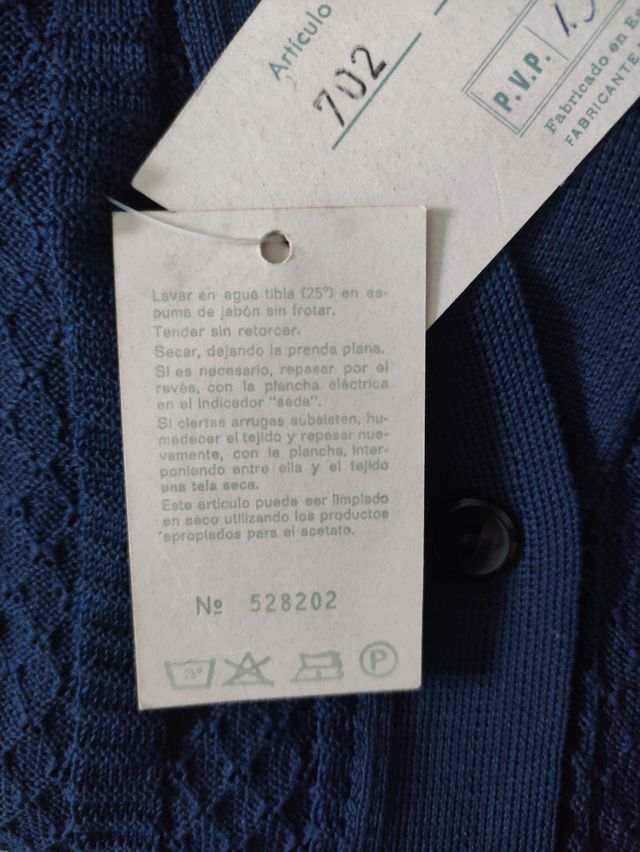 Artículo
702
P.V.P.
Fabricado en
FABRICANTE
Lavar en agua tibia (25º) en es-
puma de jabón sin frotar.
Tender sin retorcer.
Secar, dejando la prenda plana.
Si es necesario, repasar por el
revés, con la plancha eléctrica
en el indicador "seda".
Si ciertas arrugas subsisten, hu-
medecer el tejido y repasar nue-
vamente, con la plancha, inter-
poniendo entre ella y el tejido
una tela seca.
Este artículo puede ser limpiado
en seco utilizando los productos
apropiados para el acetato.
Nº 528202
25º
P